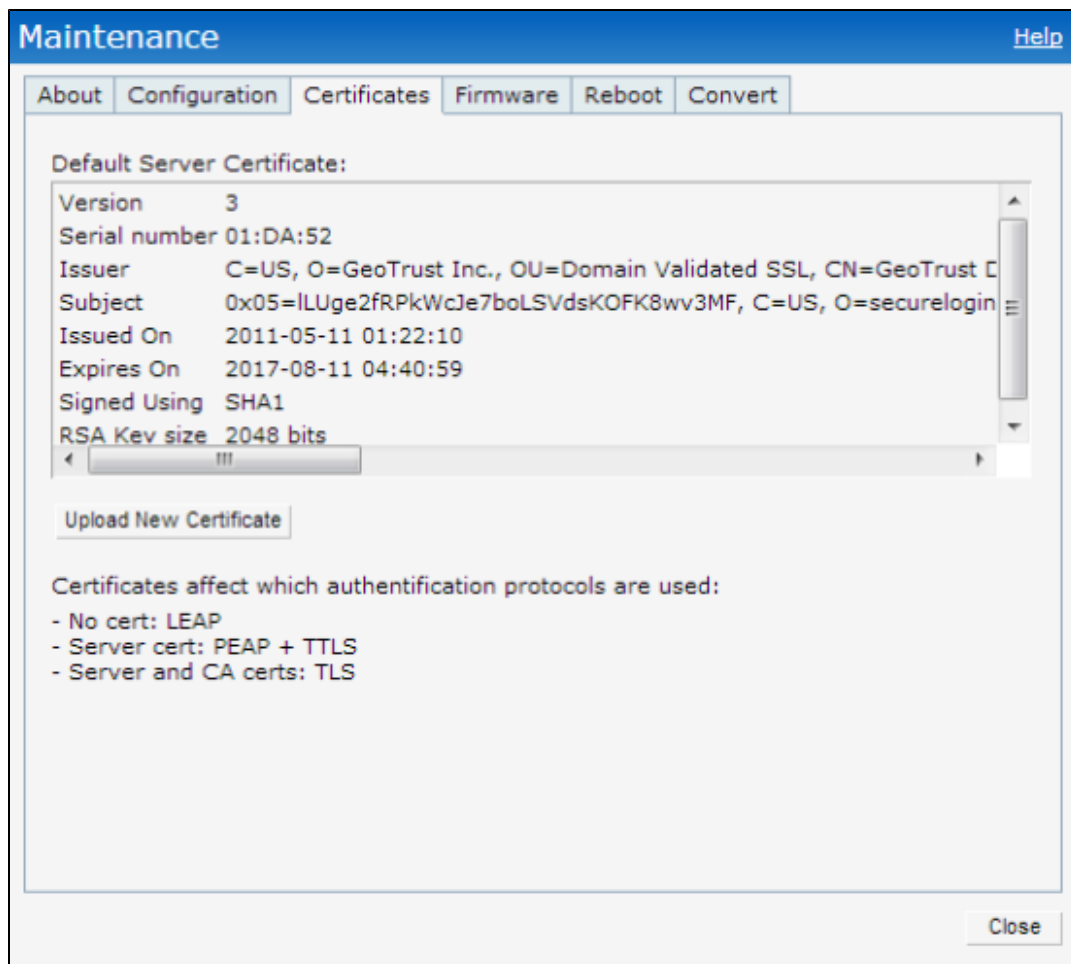 Maintenance Help
About Configuration Certificates Firmware Reboot Convert
Default Server Certificate:
Version 3
Serial number 01:DA:52
Issuer C=US, O=GeoTrust Inc., OU=Domain Validated SSL, CN=GeoTrust D
Subject 0x05=lLUge2fRPkWcJe7boLSVdsKOFK8wv3MF, C=US, O=securelogin
Issued On 2011-05-11 01:22:10
Expires On 2017-08-11 04:40:59
Signed Using SHA1
RSA Key size 2048 bits
Upload New Certificate
Certificates affect which authentification protocols are used:
- No cert: LEAP
- Server cert: PEAP + TTLS
- Server and CA certs: TLS
Close